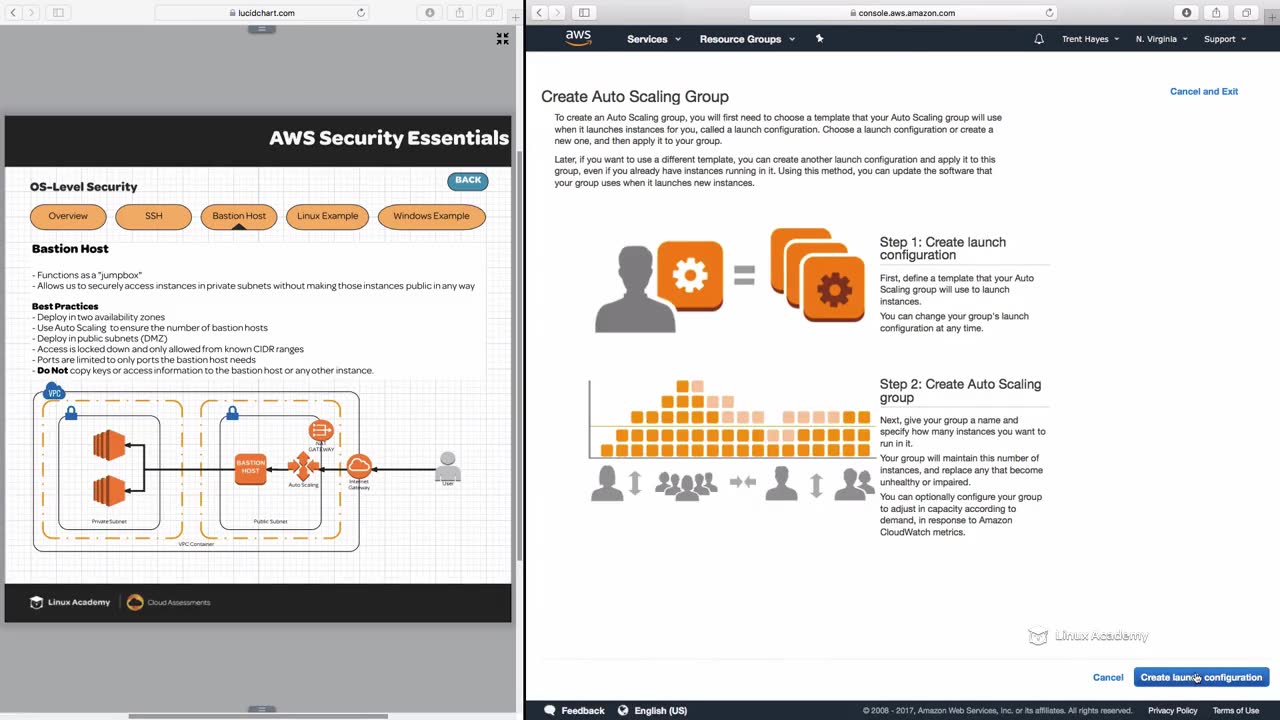 lucidchart.com
AWS Security Essentials
OS-Level Security
BACK
Overview
SSH
Bastion Host
Linux Example
Windows Example
Bastion Host
- Functions as a "jumpbox"
- Allows us to securely access instances in private subnets without making those instances public in any way
Best Practices
- Deploy in two availability zones
- Use Auto Scaling to ensure the number of bastion hosts
- Deploy in public subnets (DMZ)
- Access is locked down and only allowed from known CIDR ranges
- Ports are limited to only ports the bastion host needs
- Do Not copy keys or access information to the bastion host or any other instance.
VPC
GATEWAY
BASTION
HOST
Auto Scaling
Internet
Gateway
User
Private Subnet
Public Subnet
VPC Container
Linux Academy
Cloud Assessments
console.aws.amazon.com
aws
Services
Resource Groups
Trent Hayes
N. Virginia
Support
Create Auto Scaling Group
Cancel and Exit
To create an Auto Scaling group, you will first need to choose a template that your Auto Scaling group will use
when it launches instances for you, called a launch configuration. Choose a launch configuration or create a
new one, and then apply it to your group.
Later, if you want to use a different template, you can create another launch configuration and apply it to this
group, even if you already have instances running in it. Using this method, you can update the software that
your group uses when it launches new instances.
Step 1: Create launch
configuration
First, define a template that your Auto
Scaling group will use to launch
instances.
You can change your group's launch
configuration at any time.
Step 2: Create Auto Scaling
group
Next, give your group a name and
specify how many instances you want to
run in it.
Your group will maintain this number of
instances, and replace any that become
unhealthy or impaired.
You can optionally configure your group
to adjust in capacity according to
demand, in response to Amazon
CloudWatch metrics.
Linux Academy
Cancel
Create launch configuration
Feedback
English (US)
© 2008 - 2017, Amazon Web Services, Inc. or its affiliates. All rights reserved.
Privacy Policy
Terms of Use